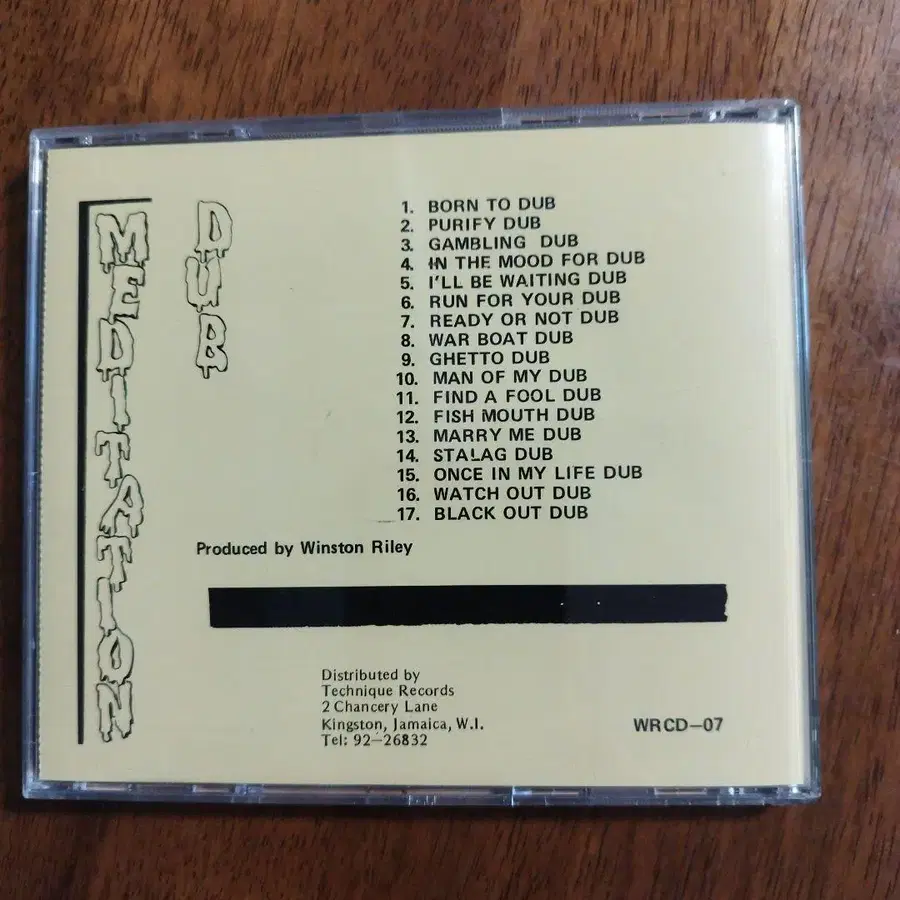 MEDITATION
DUB
1. BORN TO DUB
2. PURIFY DUB
3. GAMBLING DUB
4. IN THE MOOD FOR DUB
5. I'LL BE WAITING DUB
6. RUN FOR YOUR DUB
7. READY OR NOT DUB
8. WAR BOAT DUB
9. GHETTO DUB
10. MAN OF MY DUB
11. FIND A FOOL DUB
12. FISH MOUTH DUB
13. MARRY ME DUB
14. STALAG DUB
15. ONCE IN MY LIFE DUB
16. WATCH OUT DUB
17. BLACK OUT DUB
Produced by Winston Riley
Distributed by
Technique Records
2 Chancery Lane
Kingston, Jamaica, W.I.
Tel: 92—26832
WRCD—07